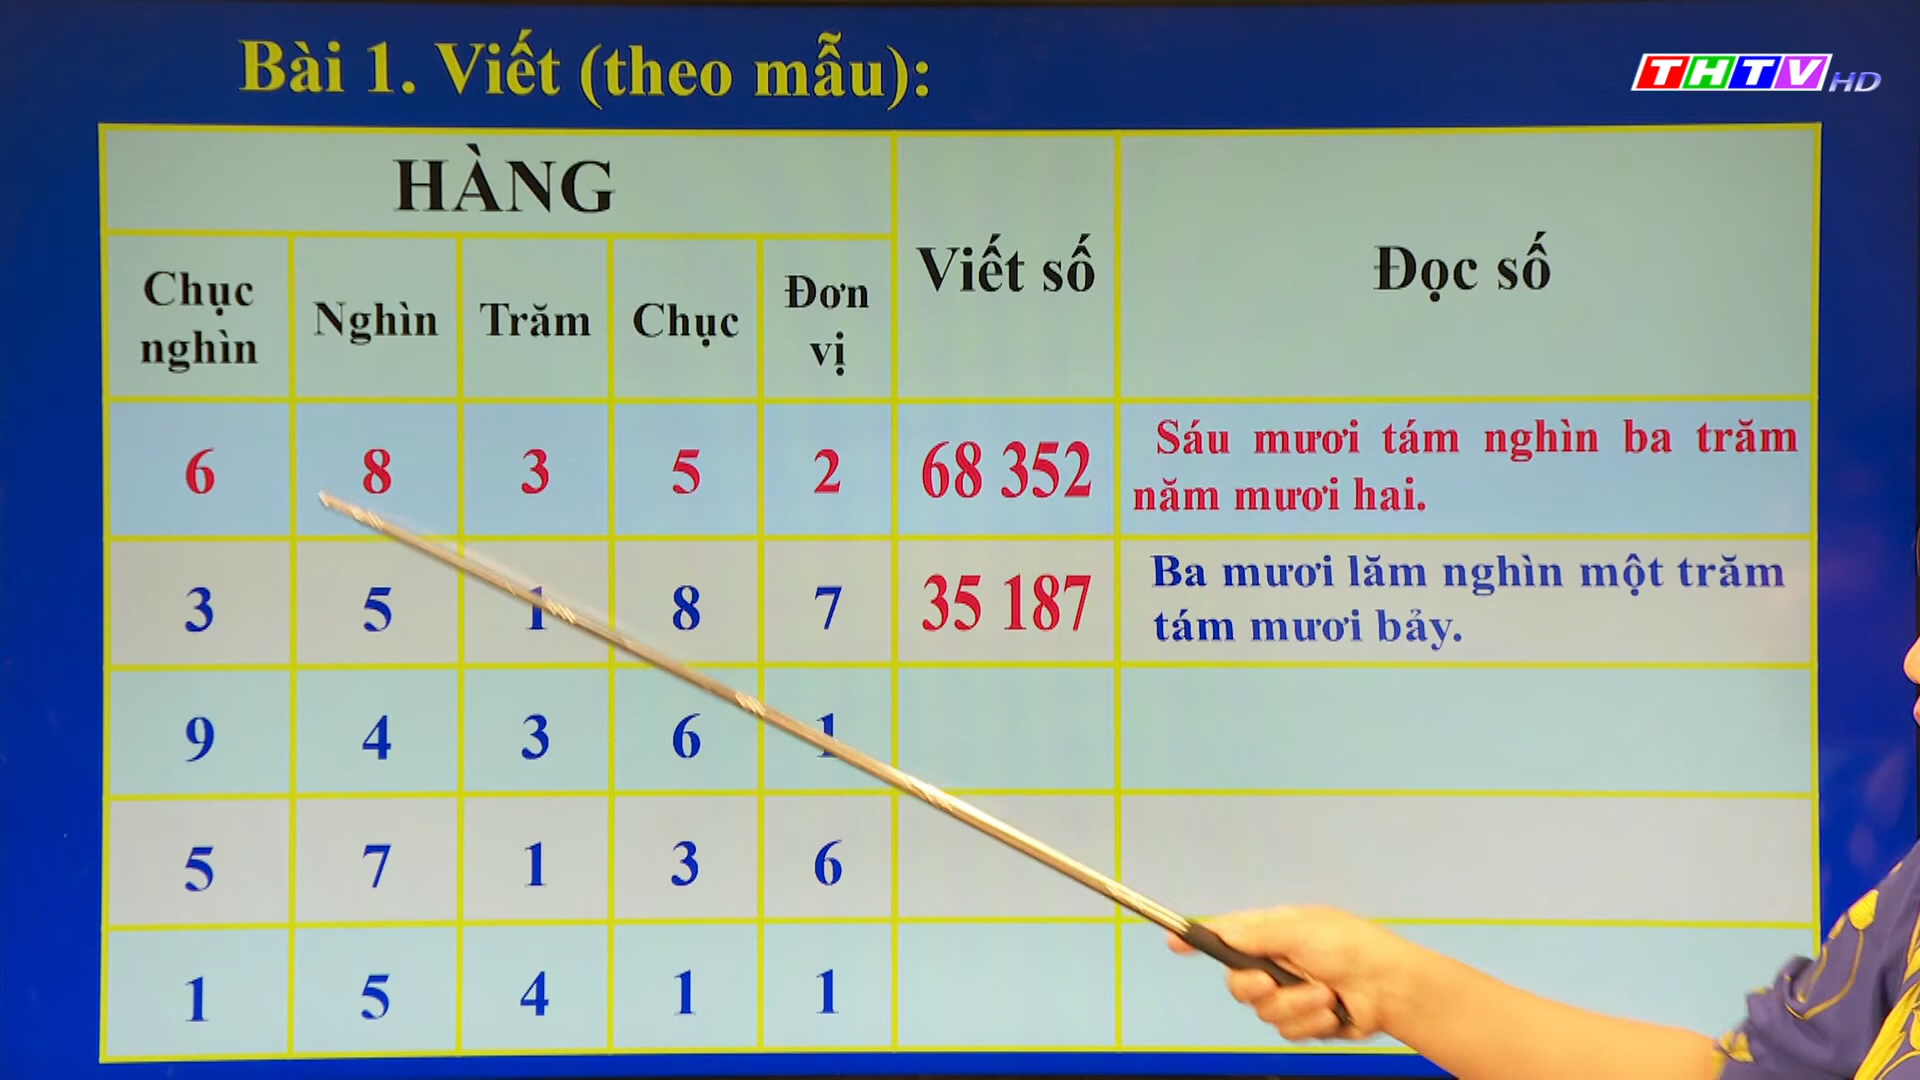 Bài 1. Viết (theo mẫu):
THTV HD
HÀNG
Viết số
Đọc số
Chục nghìn
Nghìn
Trăm
Chục
Đơn vị
6 8 3 5 2 68 352 Sáu mươi tám nghìn ba trăm
năm mươi hai.
3 5 1 8 7 35 187 Ba mươi lăm nghìn một trăm
tám mươi bảy.
9 4 3 6 1
5 7 1 3 6
1 5 4 1 1